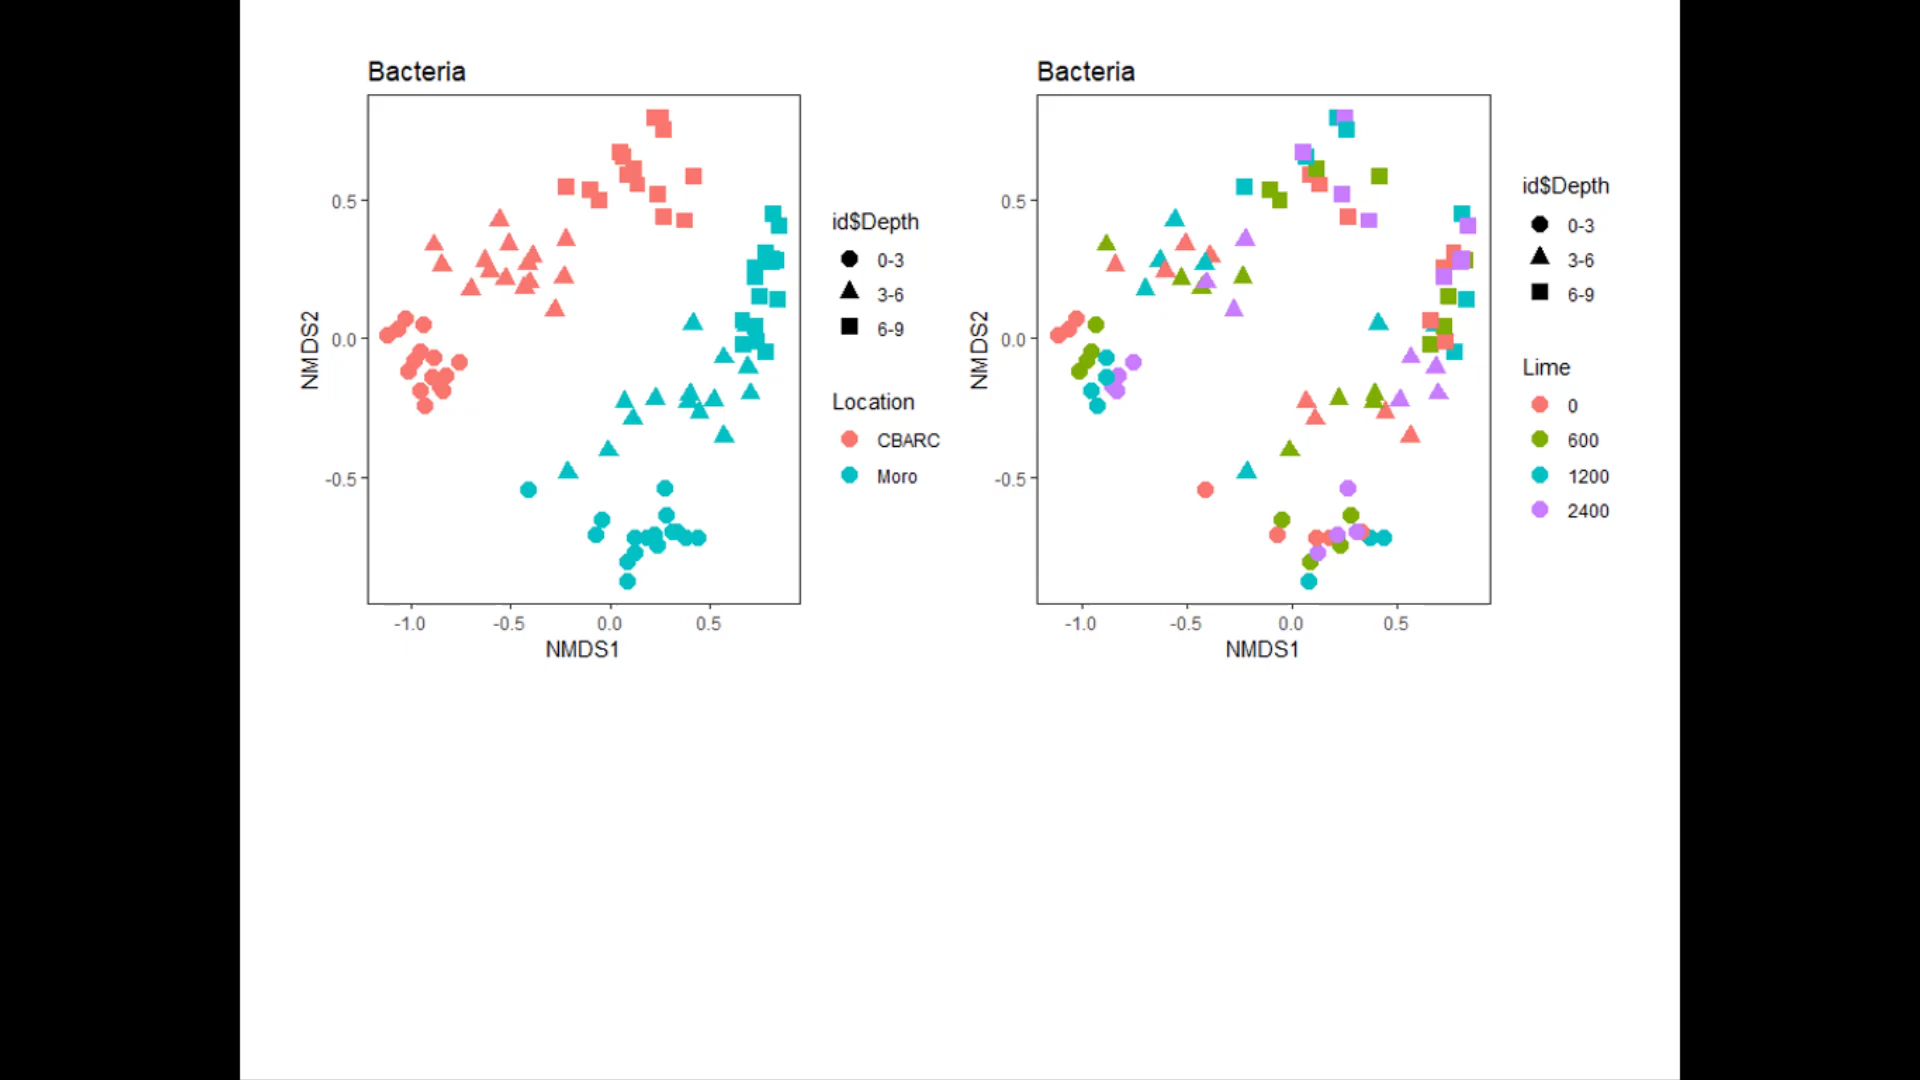 Bacteria
NMDS2
0.5
0.0
-0.5
-1.0 -0.5 0.0 0.5
NMDS1
id$Depth
0-3
3-6
6-9
Location
CBARC
Moro
Bacteria
NMDS2
0.5
0.0
-0.5
-1.0 -0.5 0.0 0.5
NMDS1
id$Depth
0-3
3-6
6-9
Lime
0
600
1200
2400